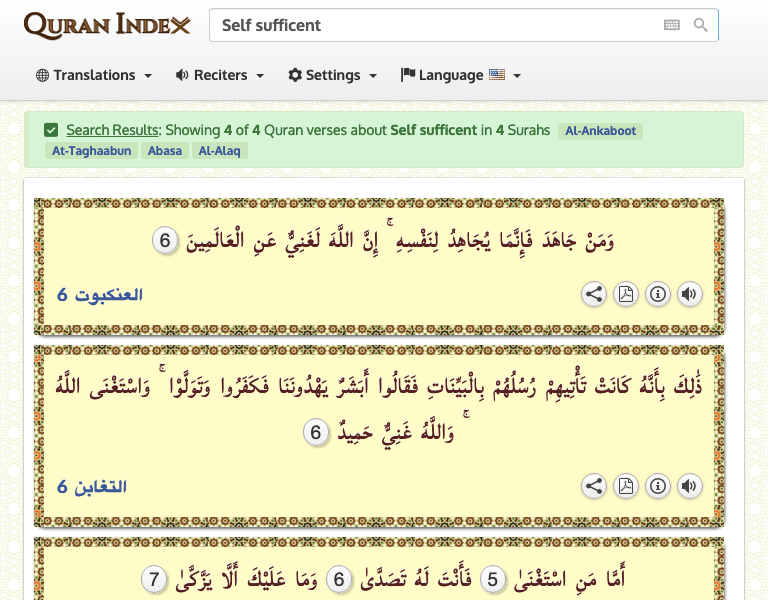 QURAN INDEX
Self sufficent
Translations Reciters Settings Language
Search Results: Showing 4 of 4 Quran verses about Self sufficent in 4 Surahs Al-Ankaboot
At-Taghaabun Abasa Al-Alaq
وَمَنْ جَاهَدَ فَإِنَّمَا يُجَاهِدُ لِنَفْسِهِ ۚ إِنَّ اللَّهَ لَغَنِيٌّ عَنِ الْعَالَمِينَ 6
العنكبوت 6
ذَٰلِكَ بِأَنَّهُ كَانَتْ تَأْتِيهِمْ رُسُلُهُمْ بِالْبَيِّنَاتِ فَقَالُوا أَبَشَرٌ يَهْدُونَنَا فَكَفَرُوا وَتَوَلَّوْا ۚ وَاسْتَغْنَى اللَّهُ
ۚ وَاللَّهُ غَنِيٌّ حَمِيدٌ 6
التغابن 6
أَمَّا مَنِ اسْتَغْنَىٰ 5 فَأَنْتَ لَهُ تَصَدَّىٰ 6 وَمَا عَلَيْكَ أَلَّا يَزَّكَّىٰ 7